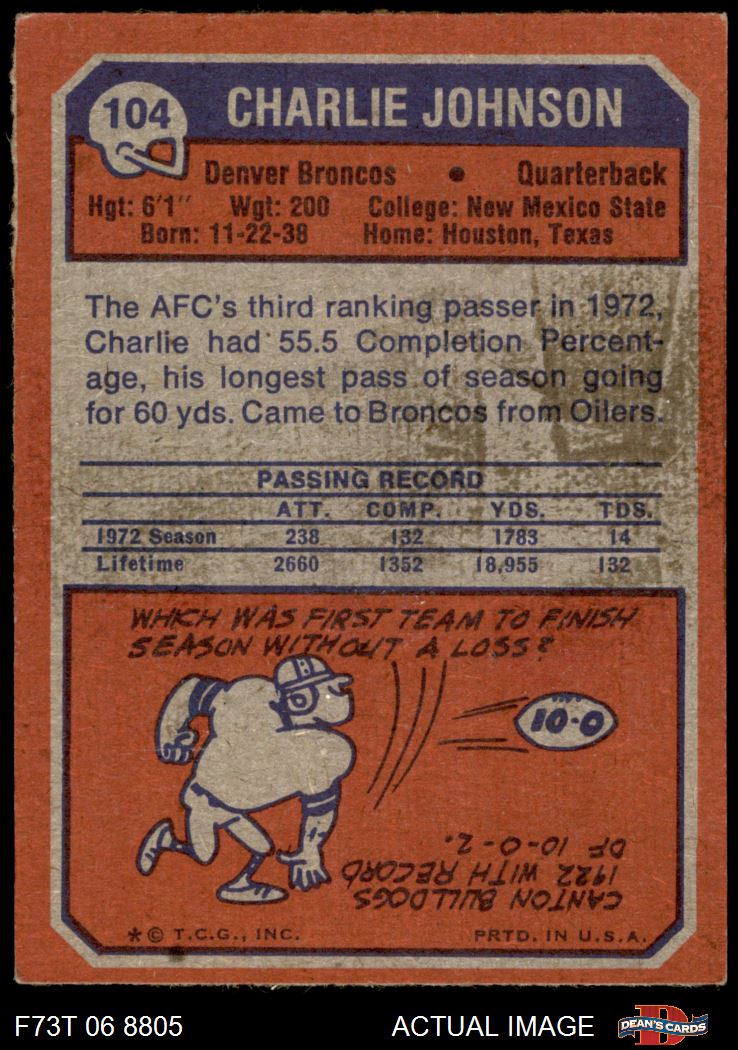 104
CHARLIE JOHNSON
Denver Broncos • Quarterback
Hgt: 6'1" Wgt: 200 College: New Mexico State
Born: 11-22-38 Home: Houston, Texas
The AFC's third ranking passer in 1972,
Charlie had 55.5 Completion Percent-
age, his longest pass of season going
for 60 yds. Came to Broncos from Oilers.
PASSING RECORD
ATT. COMP. YDS. TDS.
1972 Season 238 132 1783 14
Lifetime 2660 1352 18,955 132
WHICH WAS FIRST TEAM TO FINISH
SEASON WITHOUT A LOSS?
10-0
CANTON BULLDOGS
1922 WITH RECORD
OF 10-0-2.
* © T.C.G., INC. PRTD. IN U.S.A.
F73T 06 8805 ACTUAL IMAGE
D
DEAN'S CARDS